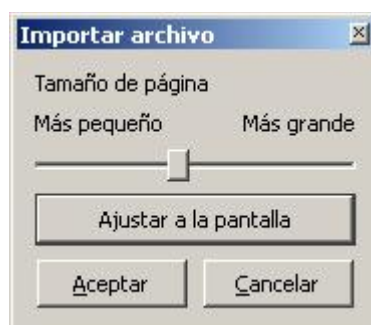 Importar archivo
Tamaño de página
Más pequeño Más grande
Ajustar a la pantalla
Aceptar Cancelar